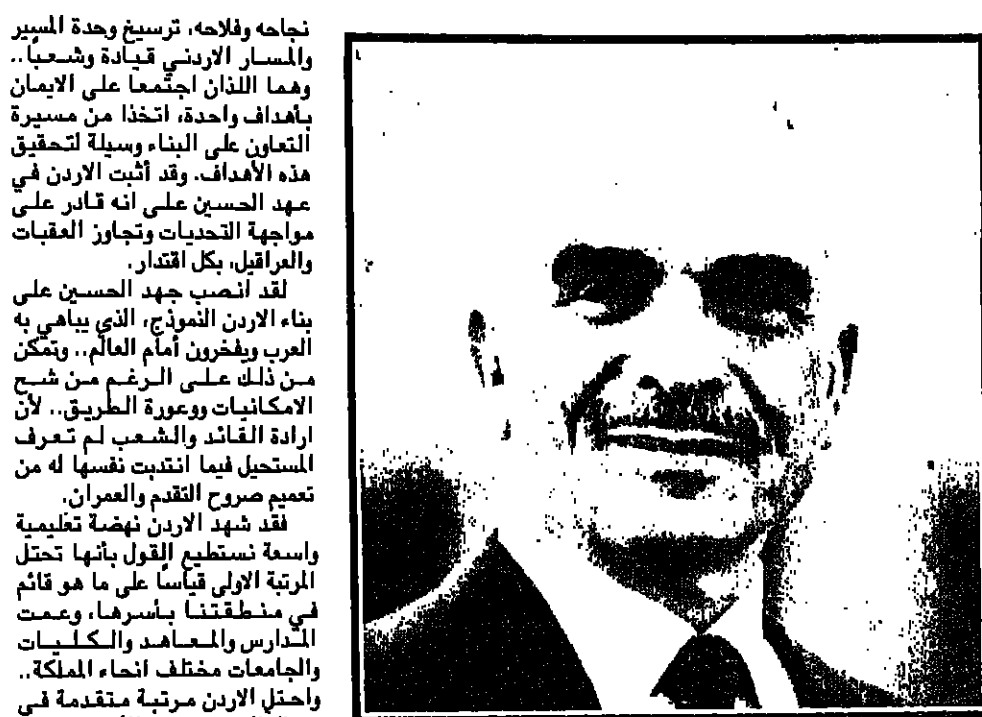 نجاحه وفلاحه، ترسيخ وحدة المسير
والمسار الاردني قيادة وشعباً..
وهما اللذان اجتمعا على الايمان
بأهداف واحدة، اتخذا من مسيرة
التعاون على البناء وسيلة لتحقيق
هذه الأهداف. وقد أثبت الاردن في
عهد الحسين على انه قادر على
مواجهة التحديات وتجاوز العقبات
والعراقيل، بكل اقتدار.
لقد انصب جهد الحسين على
بناء الاردن النموذج، الذي يباهي به
العرب ويفخرون أمام العالم.. وتمكن
من ذلك على الرغم من شح
الامكانيات ووعورة الطريق.. لأن
ارادة القائد والشعب لم تعرف
المستحيل فيما انتدبت نفسها له من
تعميم صروح التقدم والعمران.
فقد شهد الاردن نهضة تعليمية
واسعة نستطيع القول بأنها تحتل
المرتبة الاولى قياساً على ما هو قائم
في منطقتنا بأسرها، وعمت
المدارس والمعاهد والكليات
والجامعات مختلف انحاء المملكة..
واحتل الاردن مرتبة متقدمة في